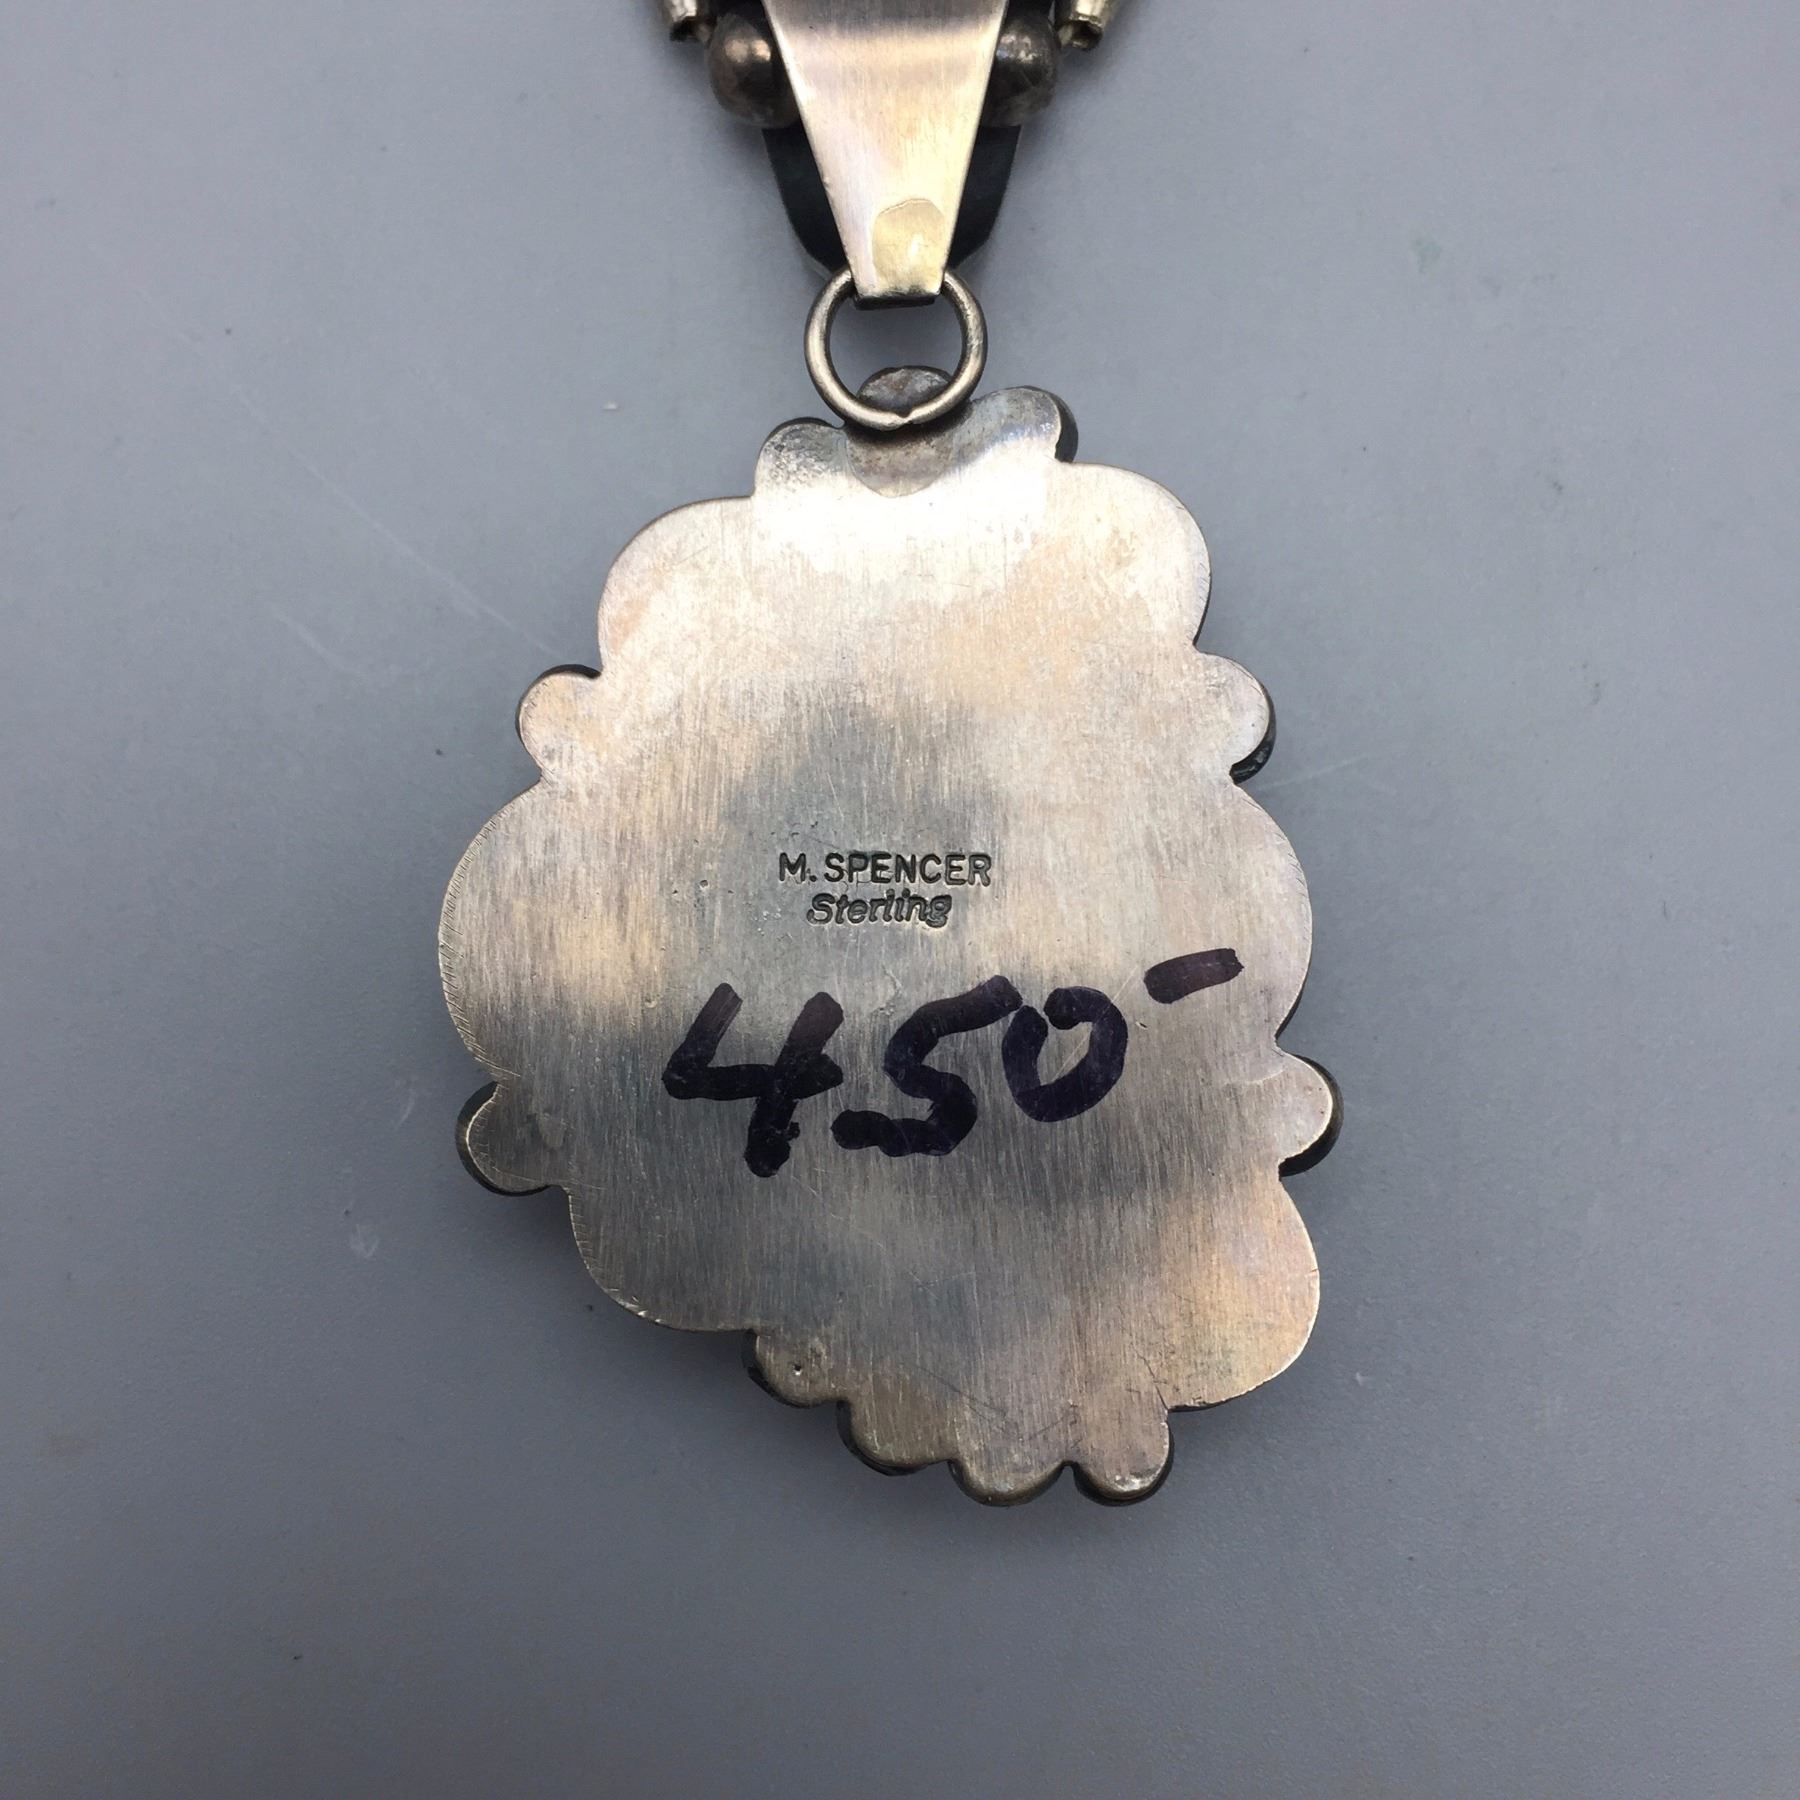 M. SPENCER
Sterling
450-